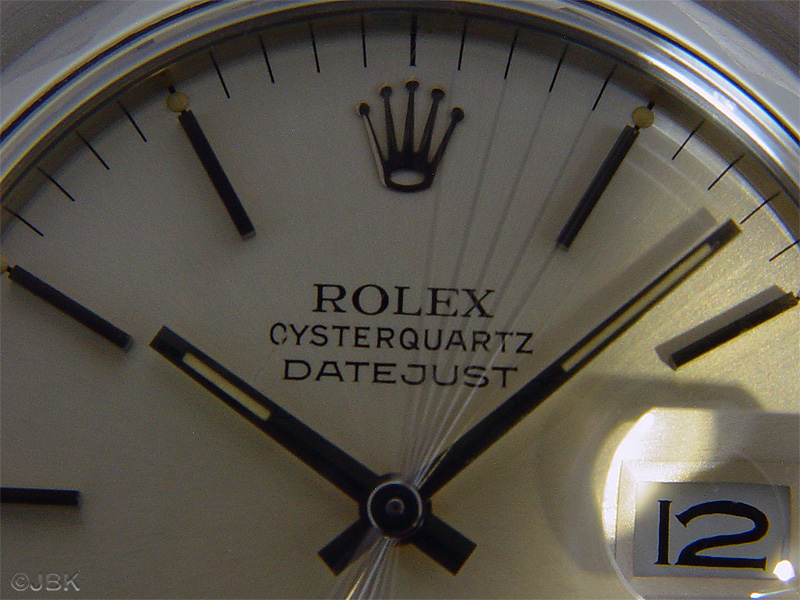 ROLEX
OYSTERQUARTZ
DATEJUST
12
©JBK